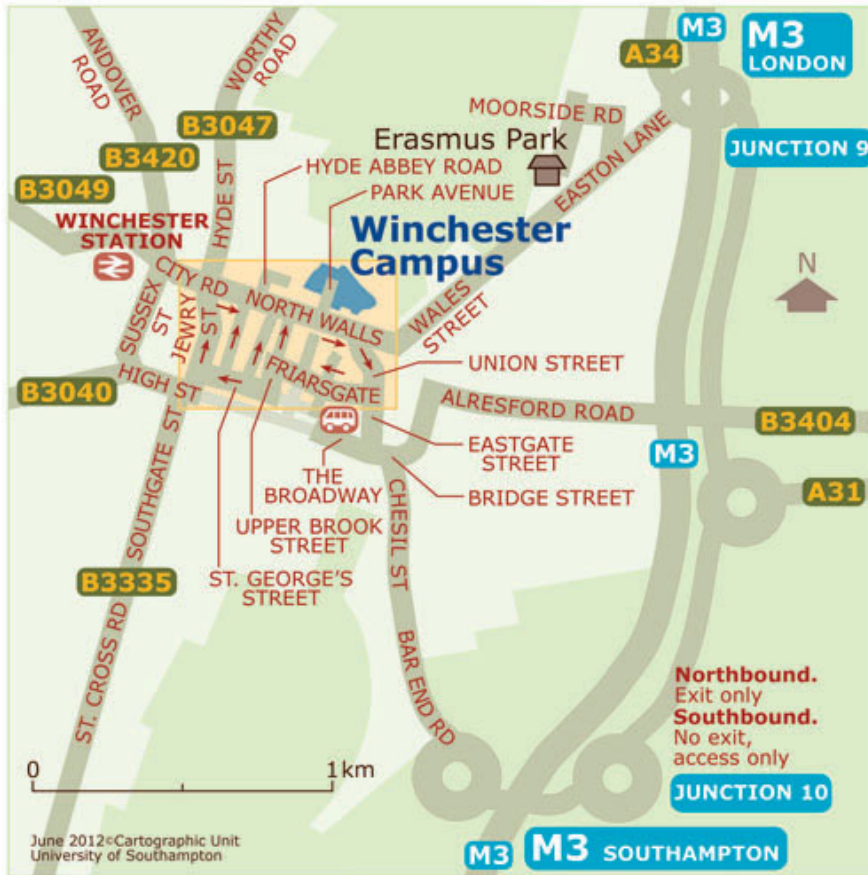 M3
M3
LONDON
A34
ANDOVER
ROAD
WORTHY
ROAD
MOORSIDE RD
B3047
Erasmus Park
EASTON LANE
JUNCTION 9
B3420
HYDE ABBEY ROAD
B3049
HYDE ST
PARK AVENUE
WINCHESTER
STATION
Winchester
Campus
N
CITY RD
NORTH WALLS
WALES
STREET
SUSSEX
ST
JEWRY
ST
UNION STREET
FRIARSGATE
HIGH ST
B3040
ALRESFORD ROAD
B3404
EASTGATE
STREET
M3
THE
BROADWAY
BRIDGE STREET
A31
SOUTHGATE ST
UPPER BROOK
STREET
CHESIL ST
B3335
ST. GEORGE'S
STREET
ST. CROSS RD
BAR END RD
Northbound.
Exit only
Southbound.
No exit,
access only
0
1km
JUNCTION 10
June 2012©Cartographic Unit
University of Southampton
M3
M3 SOUTHAMPTON